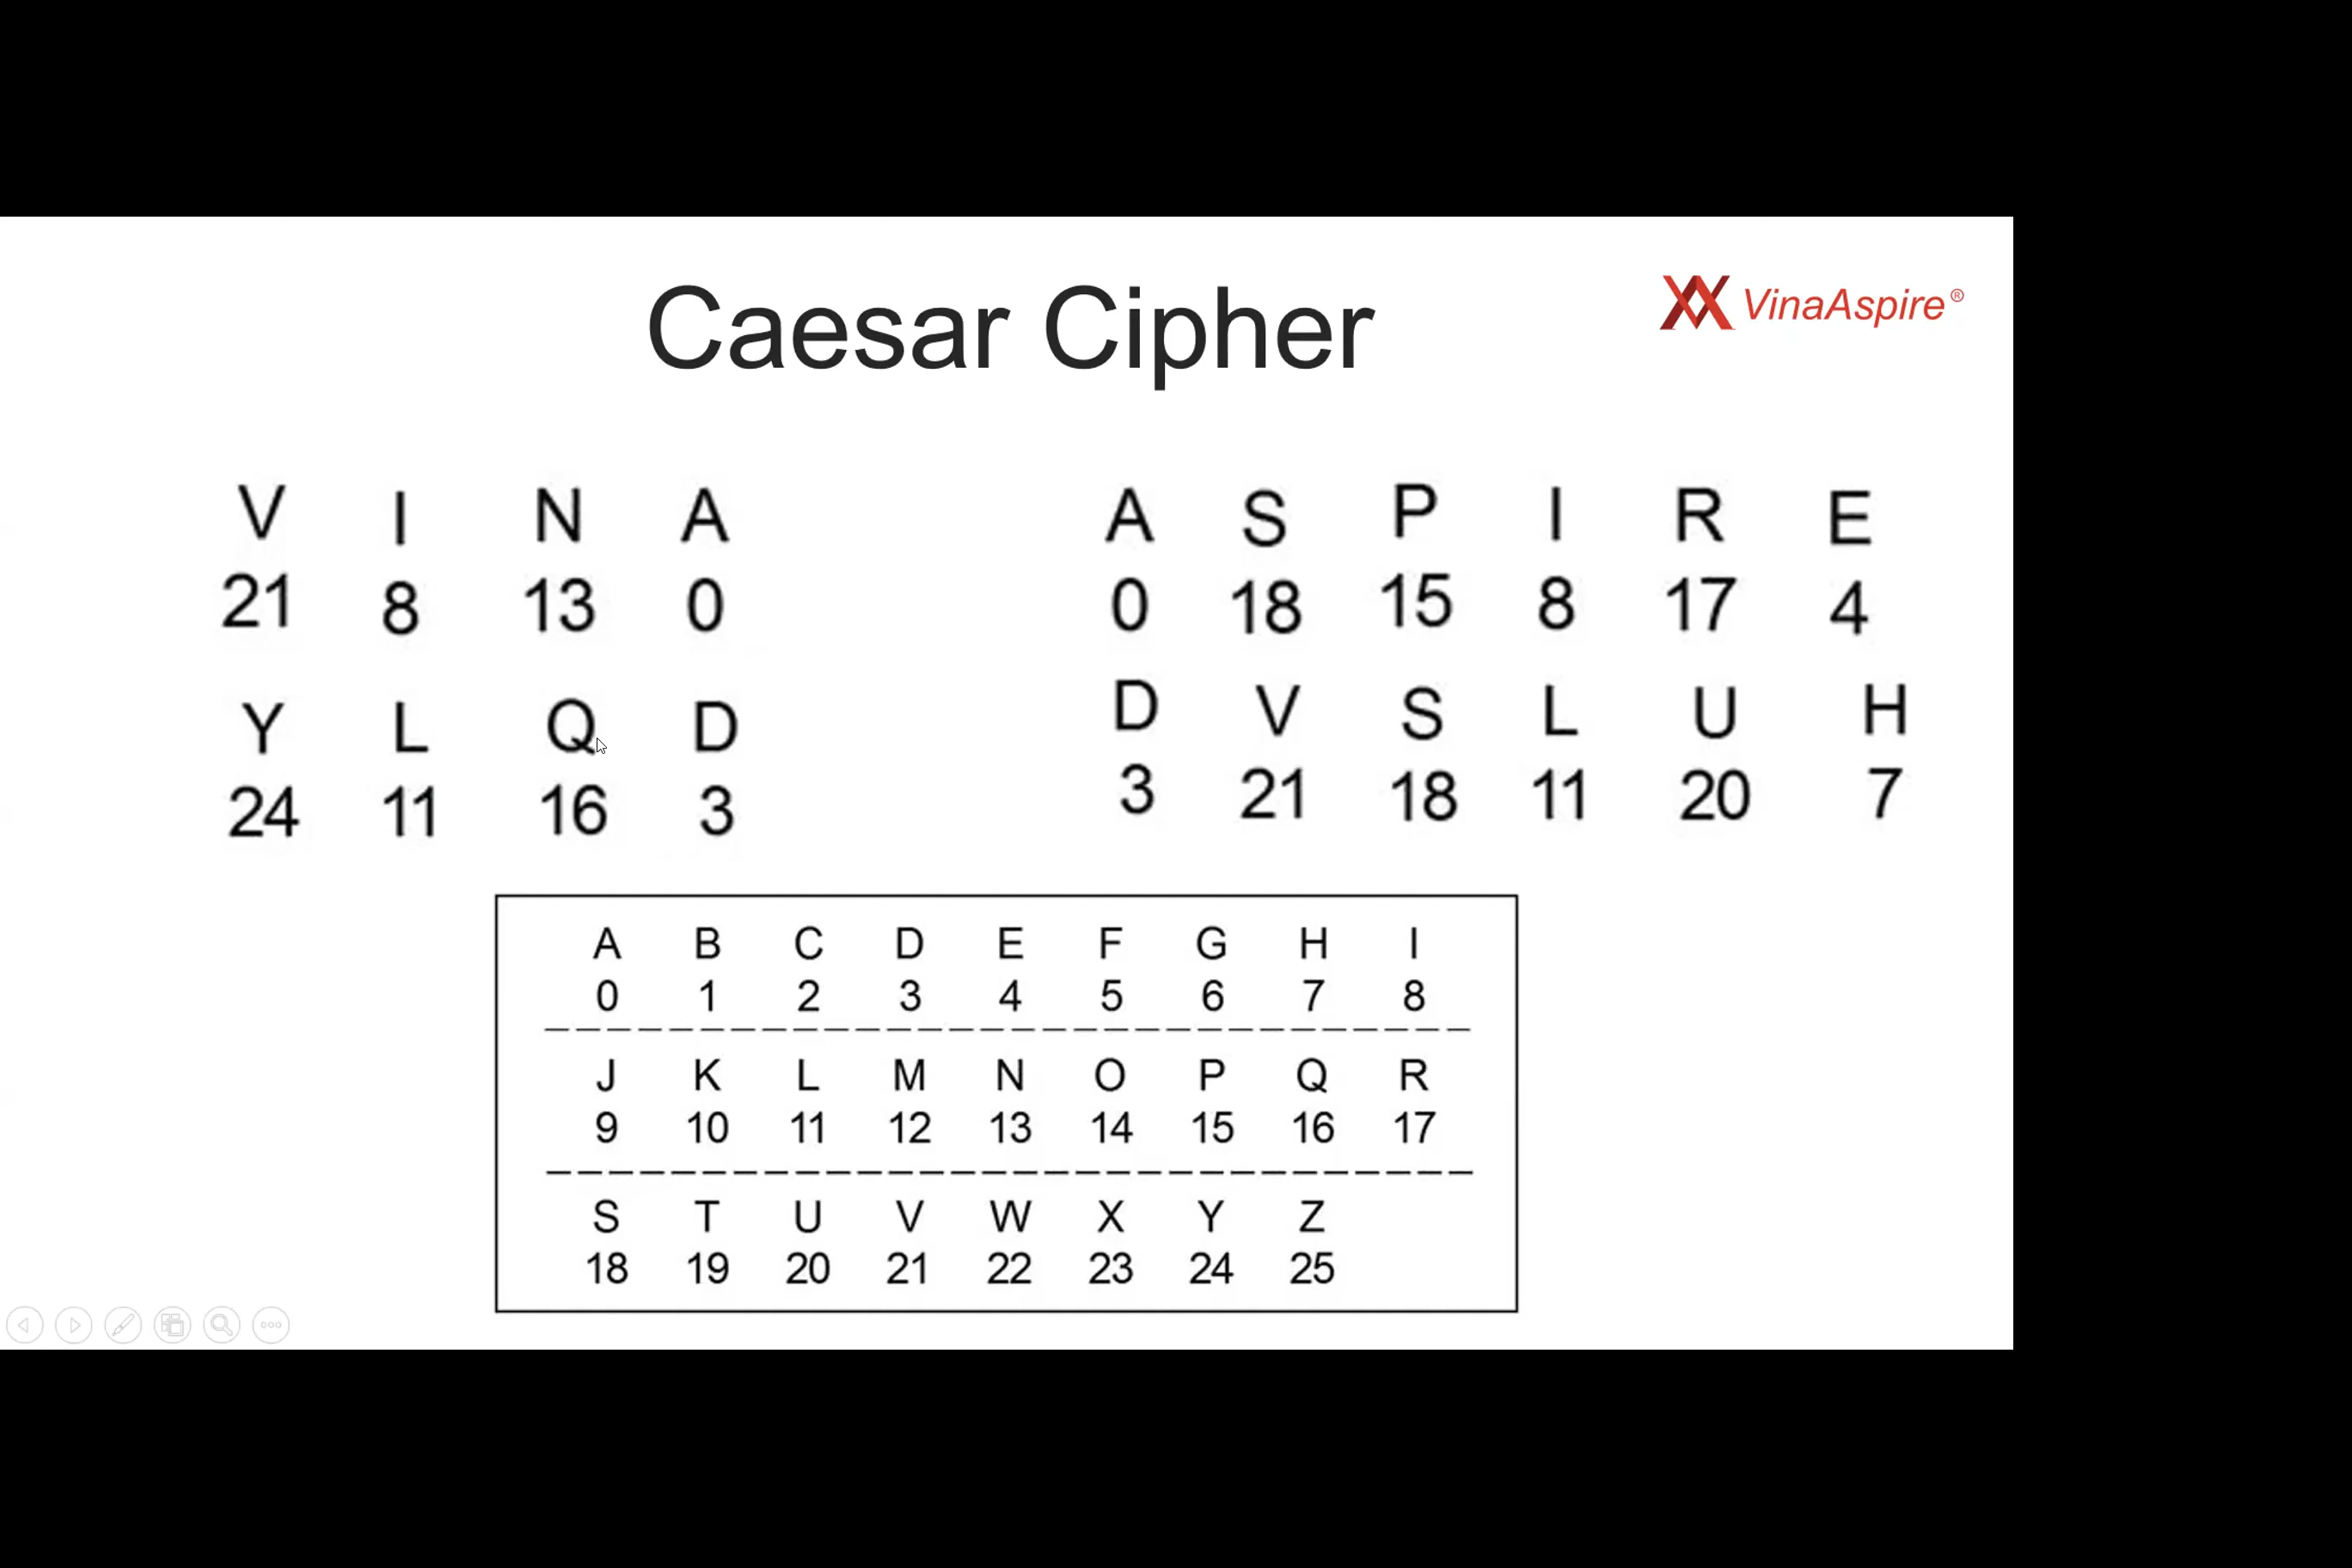 Caesar Cipher
VinaAspire®
V I N A
21 8 13 0
Y L Q D
24 11 16 3
A S P I R E
0 18 15 8 17 4
D V S L U H
3 21 18 11 20 7
A B C D E F G H I
0 1 2 3 4 5 6 7 8
J K L M N O P Q R
9 10 11 12 13 14 15 16 17
S T U V W X Y Z
18 19 20 21 22 23 24 25